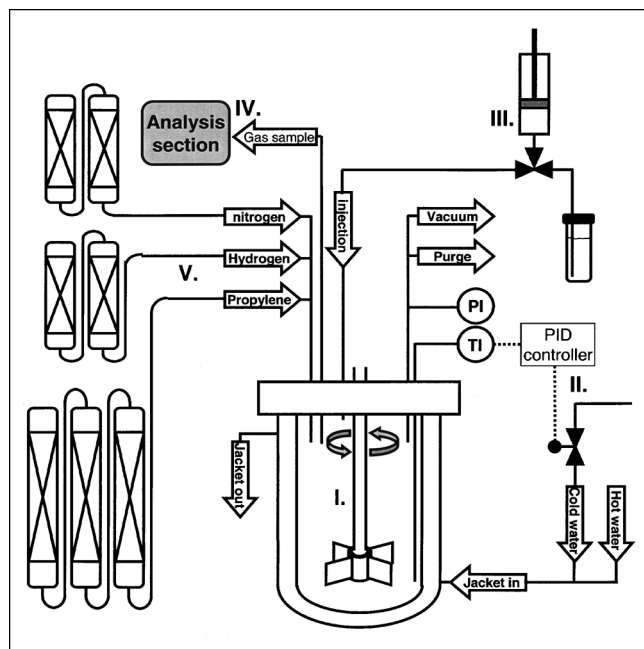 IV.
Analysis
section
Gas sample
III.
nitrogen
injection
Vacuum
Hydrogen
Purge
V.
Propylene
PI
TI
PID
controller
II.
I.
Jacket out
Cold water
Hot water
Jacket in